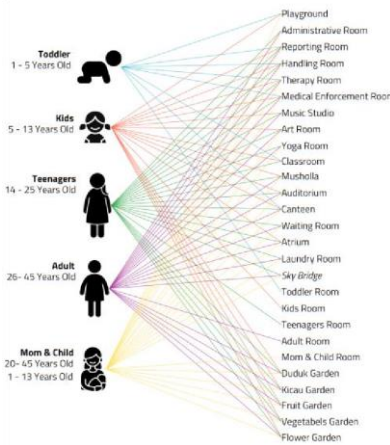 Toddler
1 - 5 Years Old
Kids
5 - 13 Years Old
Teenagers
14 - 25 Years Old
Adult
26- 45 Years Old
Mom & Child
20- 45 Years Old
1 - 13 Years Old
Playground
Administrative Room
Reporting Room
Handling Room
Therapy Room
Medical Enforcement Room
Music Studio
Art Room
Yoga Room
Classroom
Musholla
Auditorium
Canteen
Waiting Room
Atrium
Laundry Room
Sky Bridge
Toddler Room
Kids Room
Teenagers Room
Adult Room
Mom & Child Room
Duduk Garden
Kicau Garden
Fruit Garden
Vegetabels Garden
Flower Garden